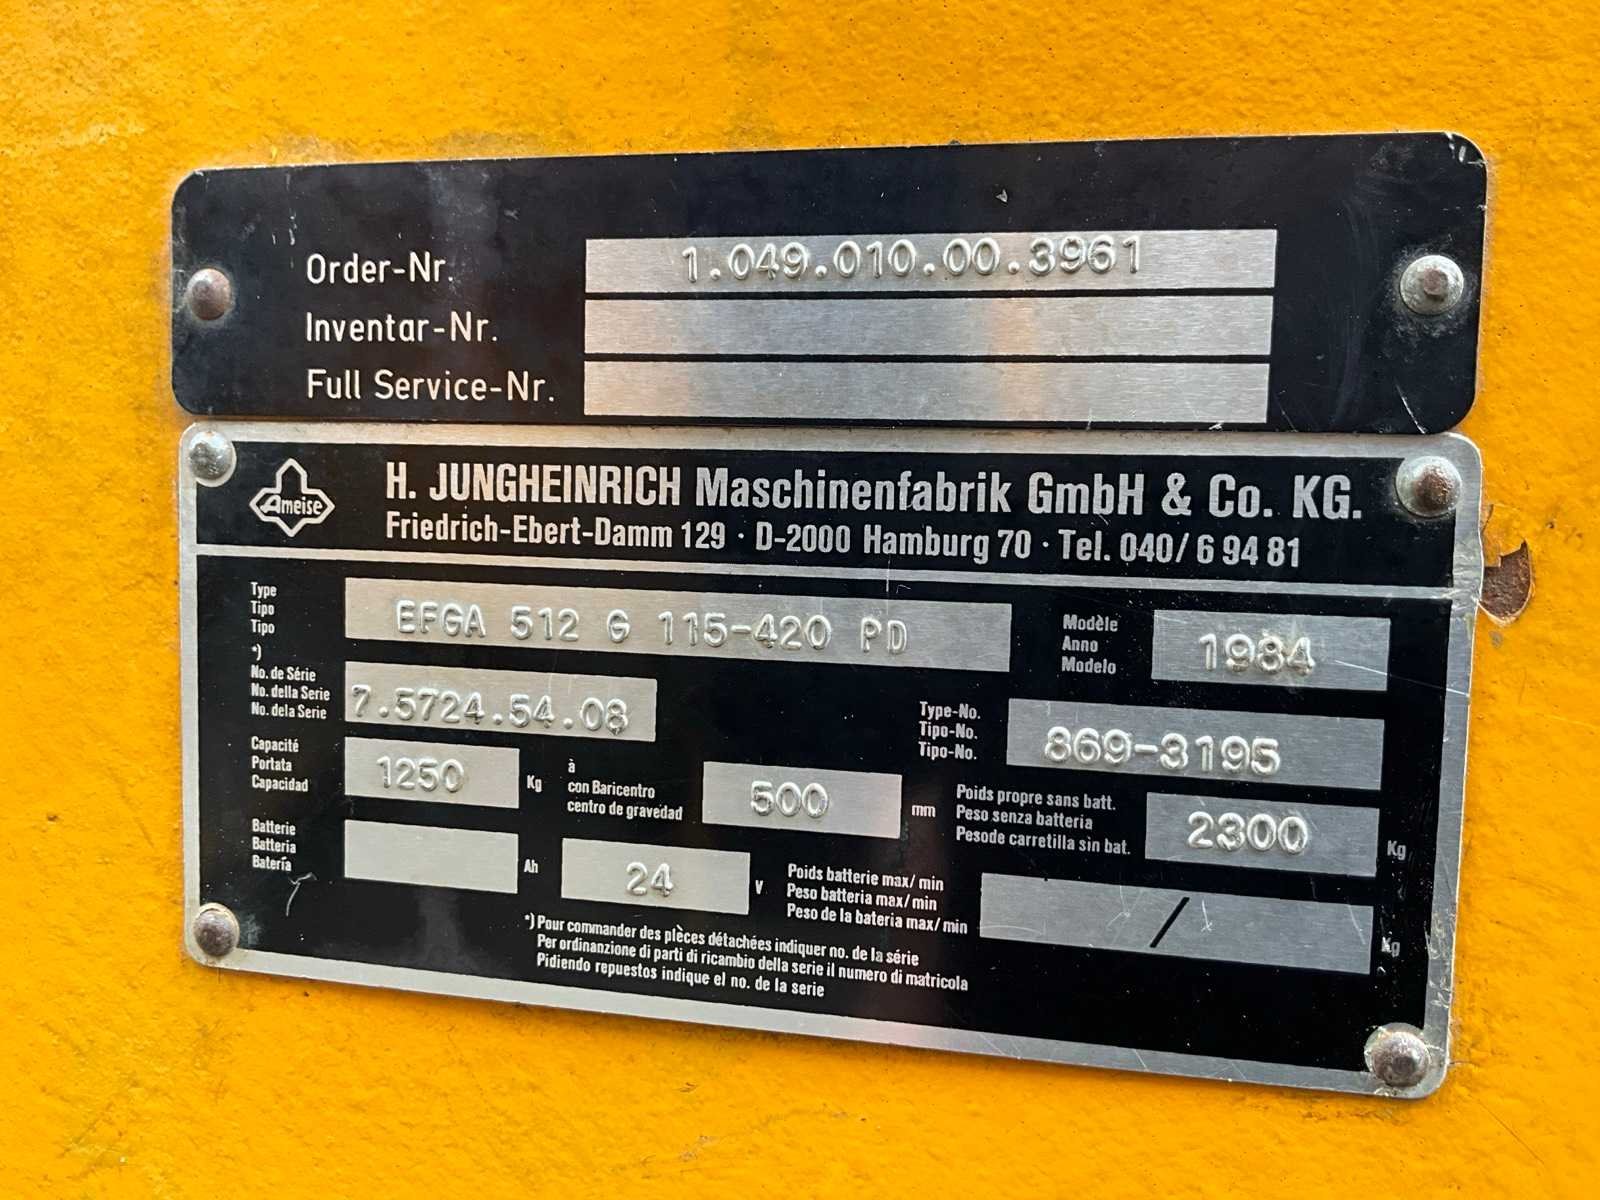 Order-Nr. 1.049.010.00.3961
Inventar-Nr.
Full Service-Nr.
Ameise
H. JUNGHEINRICH Maschinenfabrik GmbH & Co. KG.
Friedrich-Ebert-Damm 129 · D-2000 Hamburg 70 · Tel. 040/ 6 94 81
Type
Tipo
Tipo
EFGA 512 G 115-420 PD
Modèle
Anno
Modelo
1984
*)
No. de Série
No. della Serie
No. dela Serie
7.5724.54.08
Type-No.
Tipo-No.
Tipo-No.
869-3195
Capacité
Portata
Capacidad
1250 Kg
à
con Baricentro
centro de gravedad
500 mm
Poids propre sans batt.
Peso senza batteria
Pesode carretilla sin bat.
2300 Kg
Batterie
Batteria
Batería
Ah
24 V
Poids batterie max/ min
Peso batteria max/ min
Peso de la bateria max/ min
/ Kg
*) Pour commander des plèces détachées indiquer no. de la série
Per ordinanzione di parti di ricambio della serie il numero di matricola
Pidiendo repuestos indique el no. de la serie